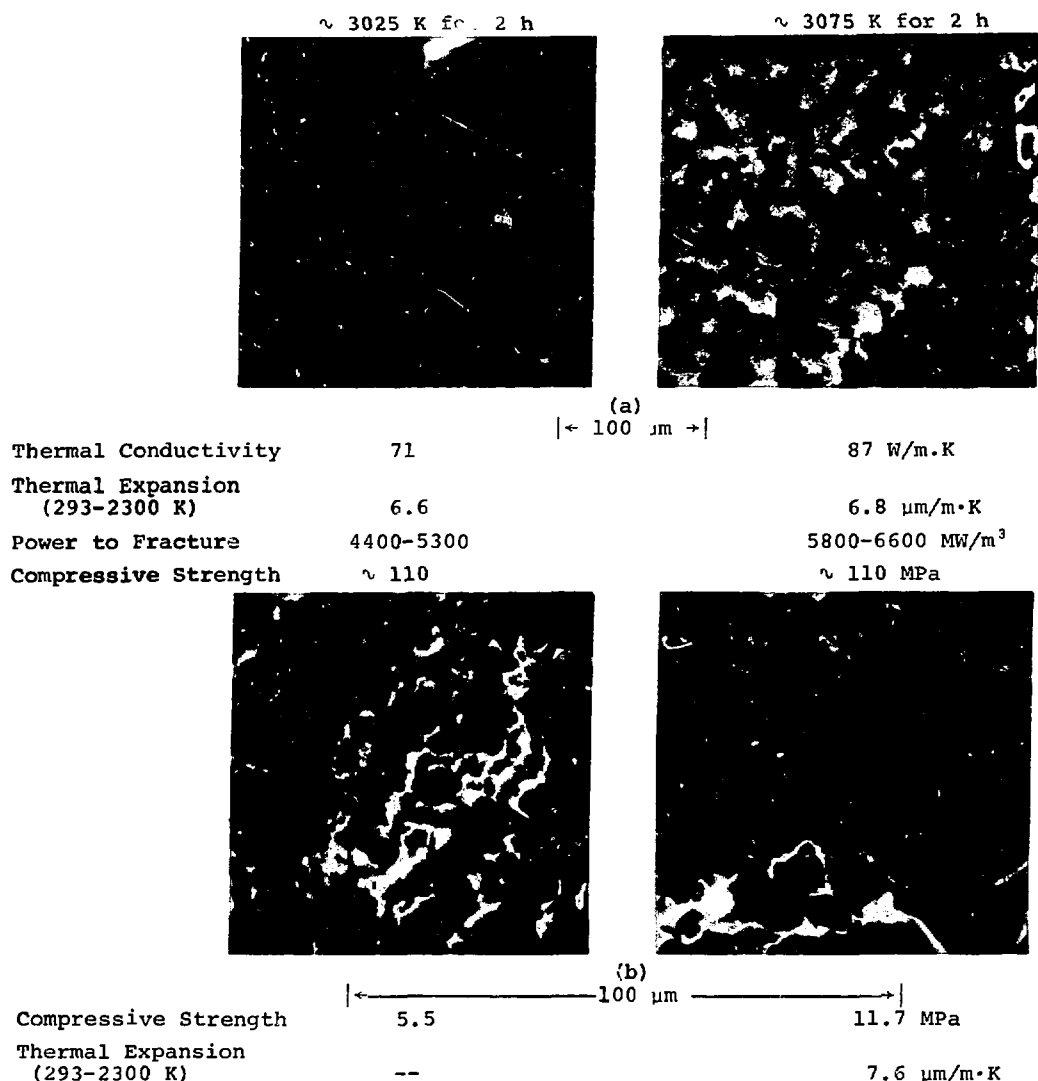 ∿ 3025 K for 2 h ∿ 3075 K for 2 h
(a)
|← 100 µm →|
Thermal Conductivity 71 87 W/m.K
Thermal Expansion
(293-2300 K) 6.6 6.8 µm/m·K
Power to Fracture 4400-5300 5800-6600 MW/m³
Compressive Strength ∿ 110 ∿ 110 MPa
(b)
|← 100 µm →|
Compressive Strength 5.5 11.7 MPa
Thermal Expansion
(293-2300 K) -- 7.6 µm/m·K